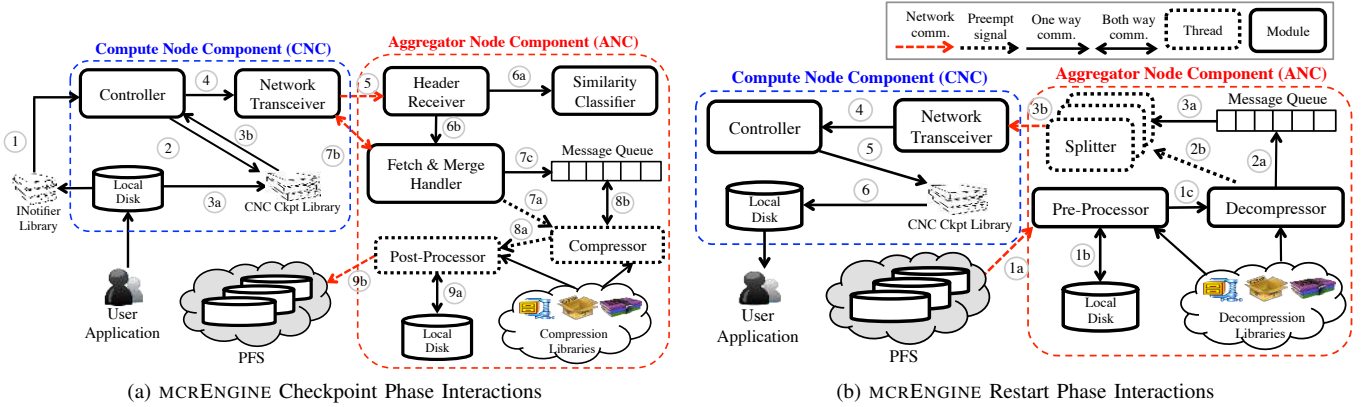 Network comm.
Preempt signal
One way comm.
Both way comm.
Thread
Module
Compute Node Component (CNC)
Aggregator Node Component (ANC)
Controller
4
Network Transceiver
5
Header Receiver
6a
Similarity Classifier
1
2
3b
7b
6b
Fetch & Merge Handler
7c
Message Queue
INotifier Library
Local Disk
3a
CNC Ckpt Library
7a
8b
8a
Compressor
Post-Processor
9b
9a
User Application
PFS
Local Disk
Compression Libraries
(a) MCRENGINE Checkpoint Phase Interactions
Compute Node Component (CNC)
Aggregator Node Component (ANC)
Controller
4
Network Transceiver
3b
Splitter
3a
Message Queue
5
2b
2a
Local Disk
6
CNC Ckpt Library
Pre-Processor
1c
Decompressor
1a
1b
User Application
PFS
Local Disk
Decompression Libraries
(b) MCRENGINE Restart Phase Interactions